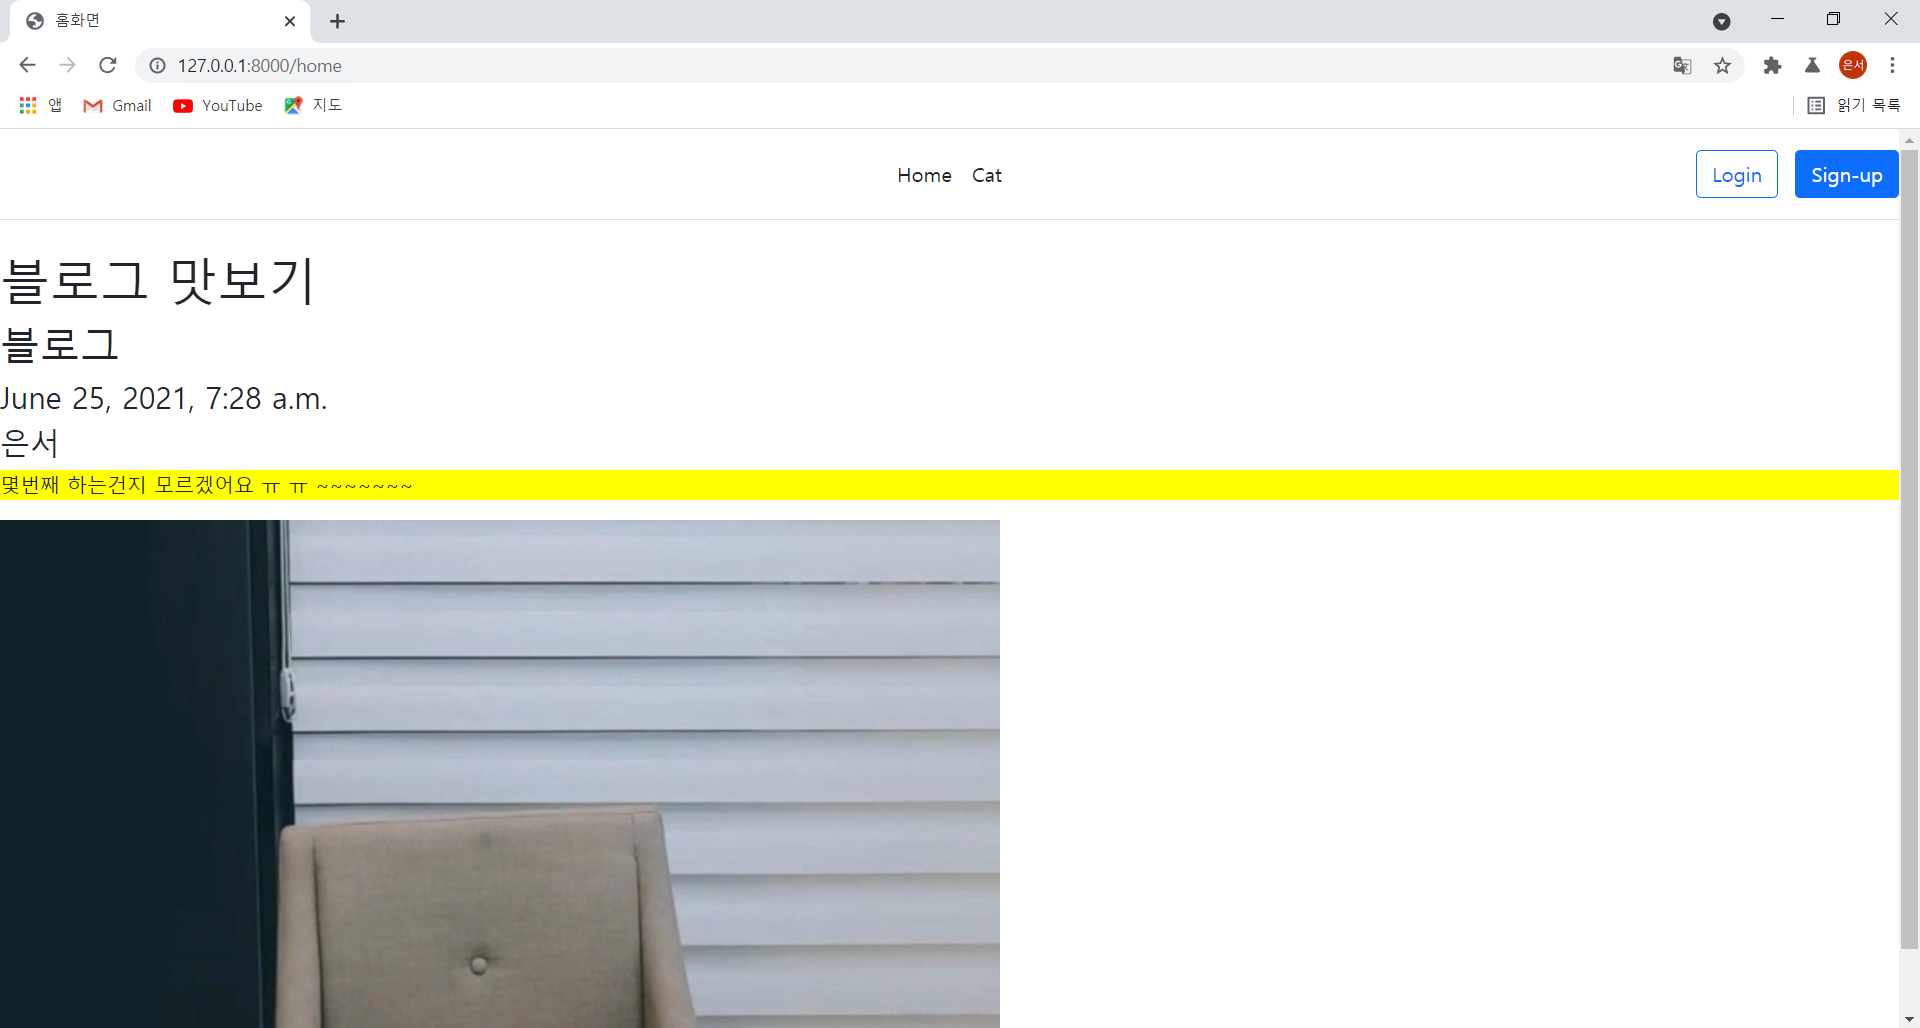 홈화면
127.0.0.1:8000/home
은서
앱 Gmail YouTube 지도 읽기 목록
Home Cat Login Sign-up
블로그 맛보기
블로그
June 25, 2021, 7:28 a.m.
은서
몇번째 하는건지 모르겠어요 ㅠ ㅠ ~~~~~~~